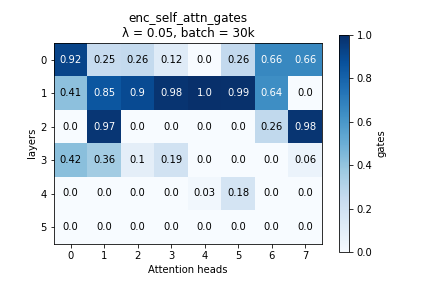 enc_self_attn_gates
λ = 0.05, batch = 30k
0 0.92 0.25 0.26 0.12 0.0 0.26 0.66 0.66
1 0.41 0.85 0.9 0.98 1.0 0.99 0.64 0.0
2 0.0 0.97 0.0 0.0 0.0 0.0 0.26 0.98
3 0.42 0.36 0.1 0.19 0.0 0.0 0.0 0.06
4 0.0 0.0 0.0 0.0 0.03 0.18 0.0 0.0
5 0.0 0.0 0.0 0.0 0.0 0.0 0.0 0.0
0 1 2 3 4 5 6 7
Attention heads
layers
1.0
0.8
0.6
0.4
0.2
0.0
gates